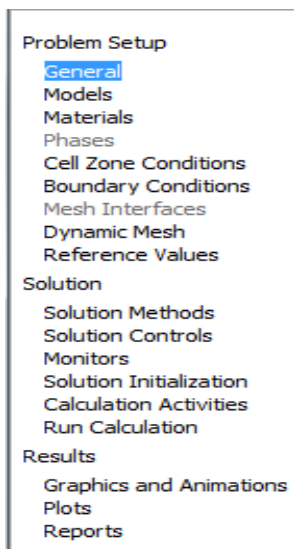 Problem Setup
General
Models
Materials
Phases
Cell Zone Conditions
Boundary Conditions
Mesh Interfaces
Dynamic Mesh
Reference Values
Solution
Solution Methods
Solution Controls
Monitors
Solution Initialization
Calculation Activities
Run Calculation
Results
Graphics and Animations
Plots
Reports